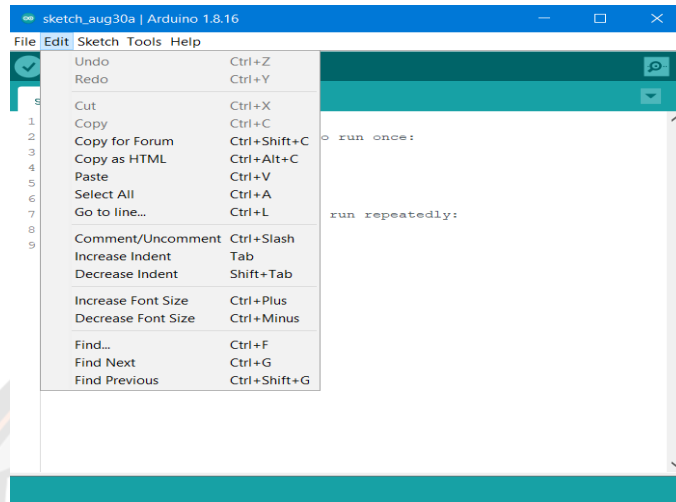 sketch_aug30a | Arduino 1.8.16
File Edit Sketch Tools Help
Undo Ctrl+Z
Redo Ctrl+Y
s
Cut Ctrl+X
Copy Ctrl+C
Copy for Forum Ctrl+Shift+C
Copy as HTML Ctrl+Alt+C
Paste Ctrl+V
Select All Ctrl+A
Go to line... Ctrl+L
Comment/Uncomment Ctrl+Slash
Increase Indent Tab
Decrease Indent Shift+Tab
Increase Font Size Ctrl+Plus
Decrease Font Size Ctrl+Minus
Find... Ctrl+F
Find Next Ctrl+G
Find Previous Ctrl+Shift+G
1
2 o run once:
3
4
5
6
7 run repeatedly:
8
9